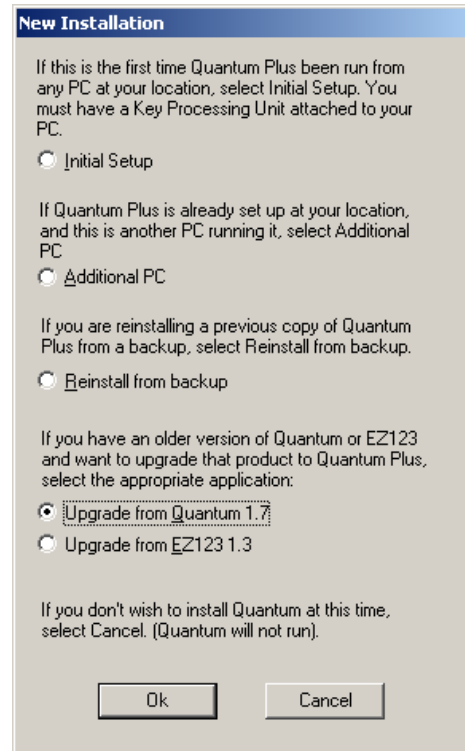 New Installation
If this is the first time Quantum Plus been run from
any PC at your location, select Initial Setup. You
must have a Key Processing Unit attached to your
PC.
Initial Setup
If Quantum Plus is already set up at your location,
and this is another PC running it, select Additional
PC
Additional PC
If you are reinstalling a previous copy of Quantum
Plus from a backup, select Reinstall from backup.
Reinstall from backup
If you have an older version of Quantum or EZ123
and want to upgrade that product to Quantum Plus,
select the appropriate application:
Upgrade from Quantum 1.7
Upgrade from EZ123 1.3
If you don't wish to install Quantum at this time,
select Cancel. (Quantum will not run).
Ok
Cancel